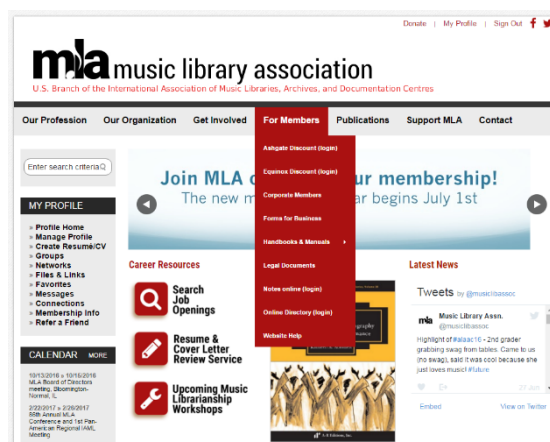 Donate | My Profile | Sign Out
mla music library association
U.S. Branch of the International Association of Music Libraries, Archives, and Documentation Centres
Our Profession Our Organization Get Involved For Members Publications Support MLA Contact
Ashgate Discount (login)
Equinox Discount (login)
Corporate Members
Forms for Business
Handbooks & Manuals
Legal Documents
Notes online (login)
Online Directory (login)
Website Help
Enter search criteria
Join MLA ur membership!
The new m ar begins July 1st
MY PROFILE
» Profile Home
» Manage Profile
» Create Resumé/CV
» Groups
» Networks
» Files & Links
» Favorites
» Messages
» Connections
» Membership Info
» Refer a Friend
CALENDAR MORE
10/13/2016 » 10/15/2016
MLA Board of Directors
meeting, Bloomington-
Normal, IL
2/22/2017 » 2/26/2017
86th Annual MLA
Conference and 1st Pan-
American Regional IAML
Meeting
Career Resources
Search
Job
Openings
Resume &
Cover Letter
Review Service
Upcoming Music
Librarianship
Workshops
A-R Editions, Inc.
Latest News
Tweets by @musiclibassoc
mla Music Library Assn.
@musiclibassoc
Highlight of #alaac16 - 2nd grader
grabbing swag from tables. Came to us
(no swag), said it was cool because she
just loves music! #future
Embed View on Twitter